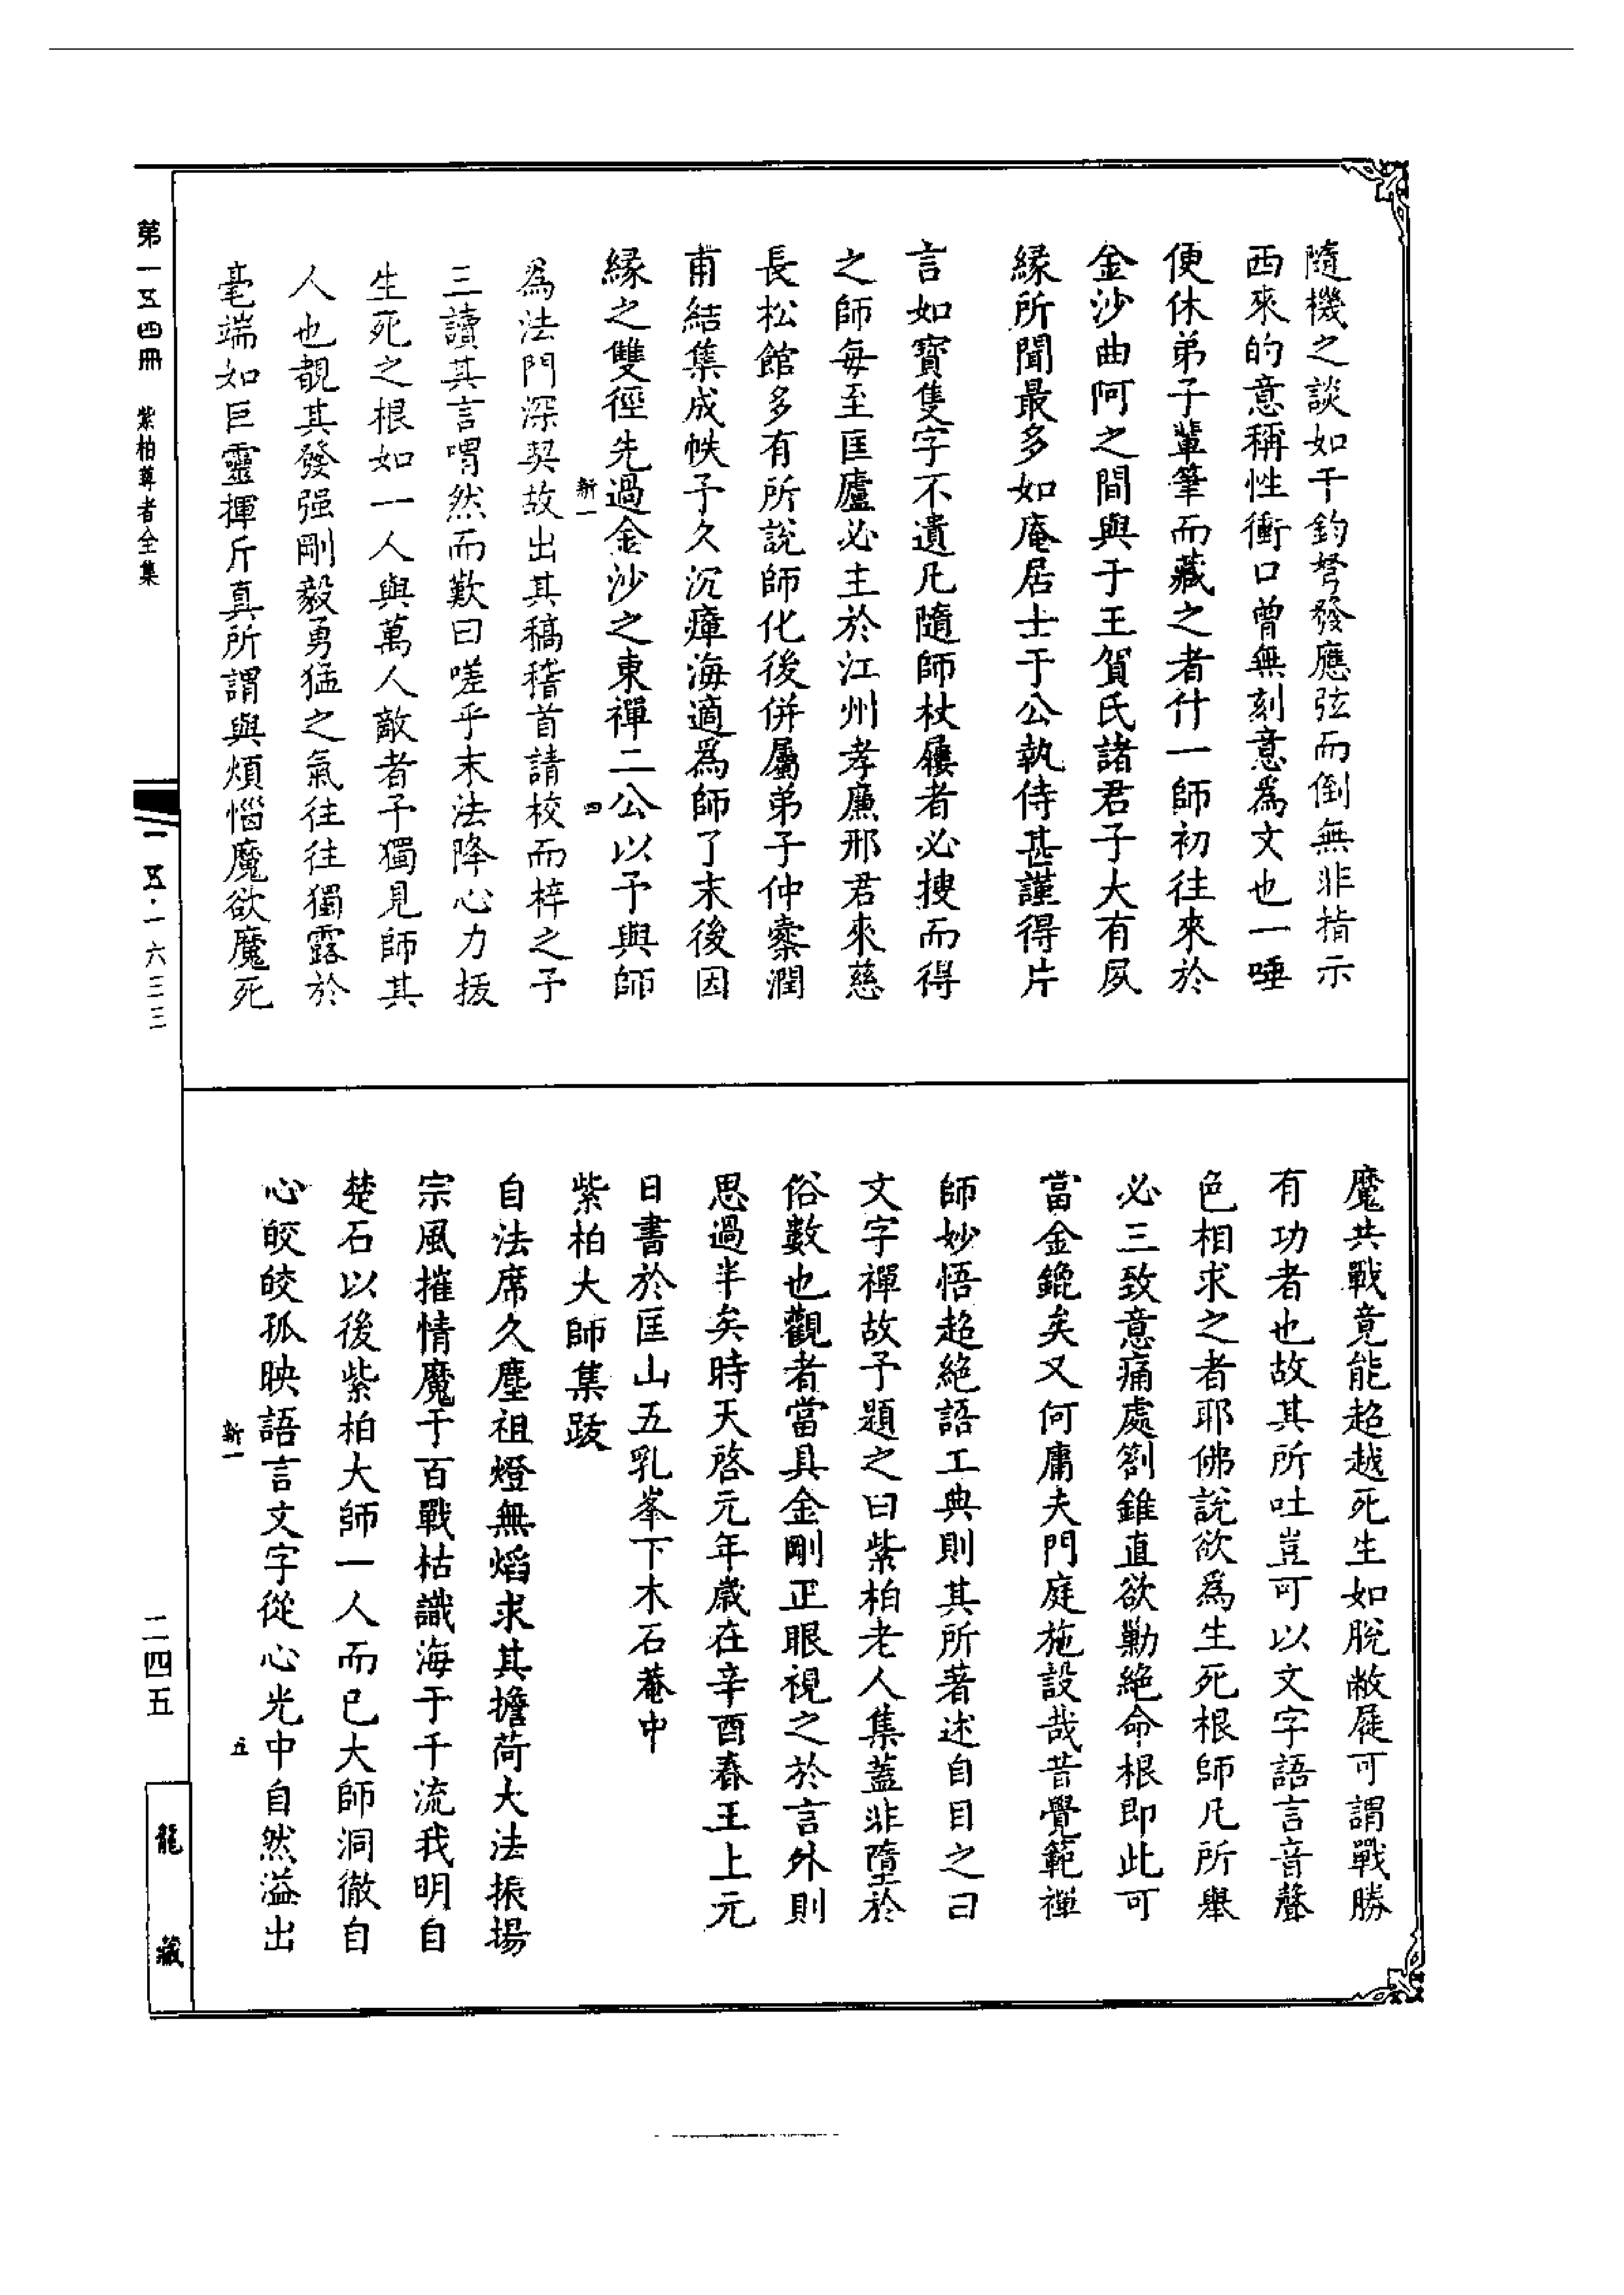 隨機之談如千鈞弩發應弦而倒無非指示
西來的意稱性衝口曾無刻意為文也一唾
便休弟子輩筆而藏之者什一師初往來於
金沙曲阿之間與于王賀氏諸君子大有夙
緣所聞最多如庵居士于公執侍甚謹得片
言如寶隻字不遺凡隨師杖屨者必搜而得
之師每至匡廬必主於江州孝廉邢君來慈
長松館多有所說師化後併屬弟子仲寮潤
甫結集成帙予久沉瘴海適為師了末後因
緣之雙徑先過金沙之東禪二公以予與師
新一
四
為法門深契故出其稿稽首請校而梓之予
三讀其言喟然而歎曰嗟乎末法降心力拔
生死之根如一人與萬人敵者予獨見師其
人也覩其發强剛毅勇猛之氣往往獨露於
毫端如巨靈揮斤真所謂與煩惱魔欲魔死
魔共戰竟能超越死生如脫敝屣可謂戰勝
有功者也故其所吐豈可以文字語言音聲
色相求之者耶佛說欲為生死根師凡所舉
必三致意痛處劄錐直欲勦絕命根即此可
當金鎞矣又何庸夫門庭施設哉昔覺範禪
師妙悟超絕語工典則其所著述自目之曰
文字禪故予題之曰紫柏老人集蓋非墮於
俗數也觀者當具金剛正眼視之於言外則
思過半矣時天啓元年歲在辛酉春王上元
日書於匡山五乳峯下木石菴中
紫柏大師集跋
自法席久塵祖燈無焰求其擔荷大法振揚
宗風摧情魔于百戰枯識海于千流我明自
楚石以後紫柏大師一人而已大師洞徹自
心皎皎孤映語言文字從心光中自然溢出
新一
五
第一五四冊　紫柏尊者全集
一五·一六三三
二四五
龍藏